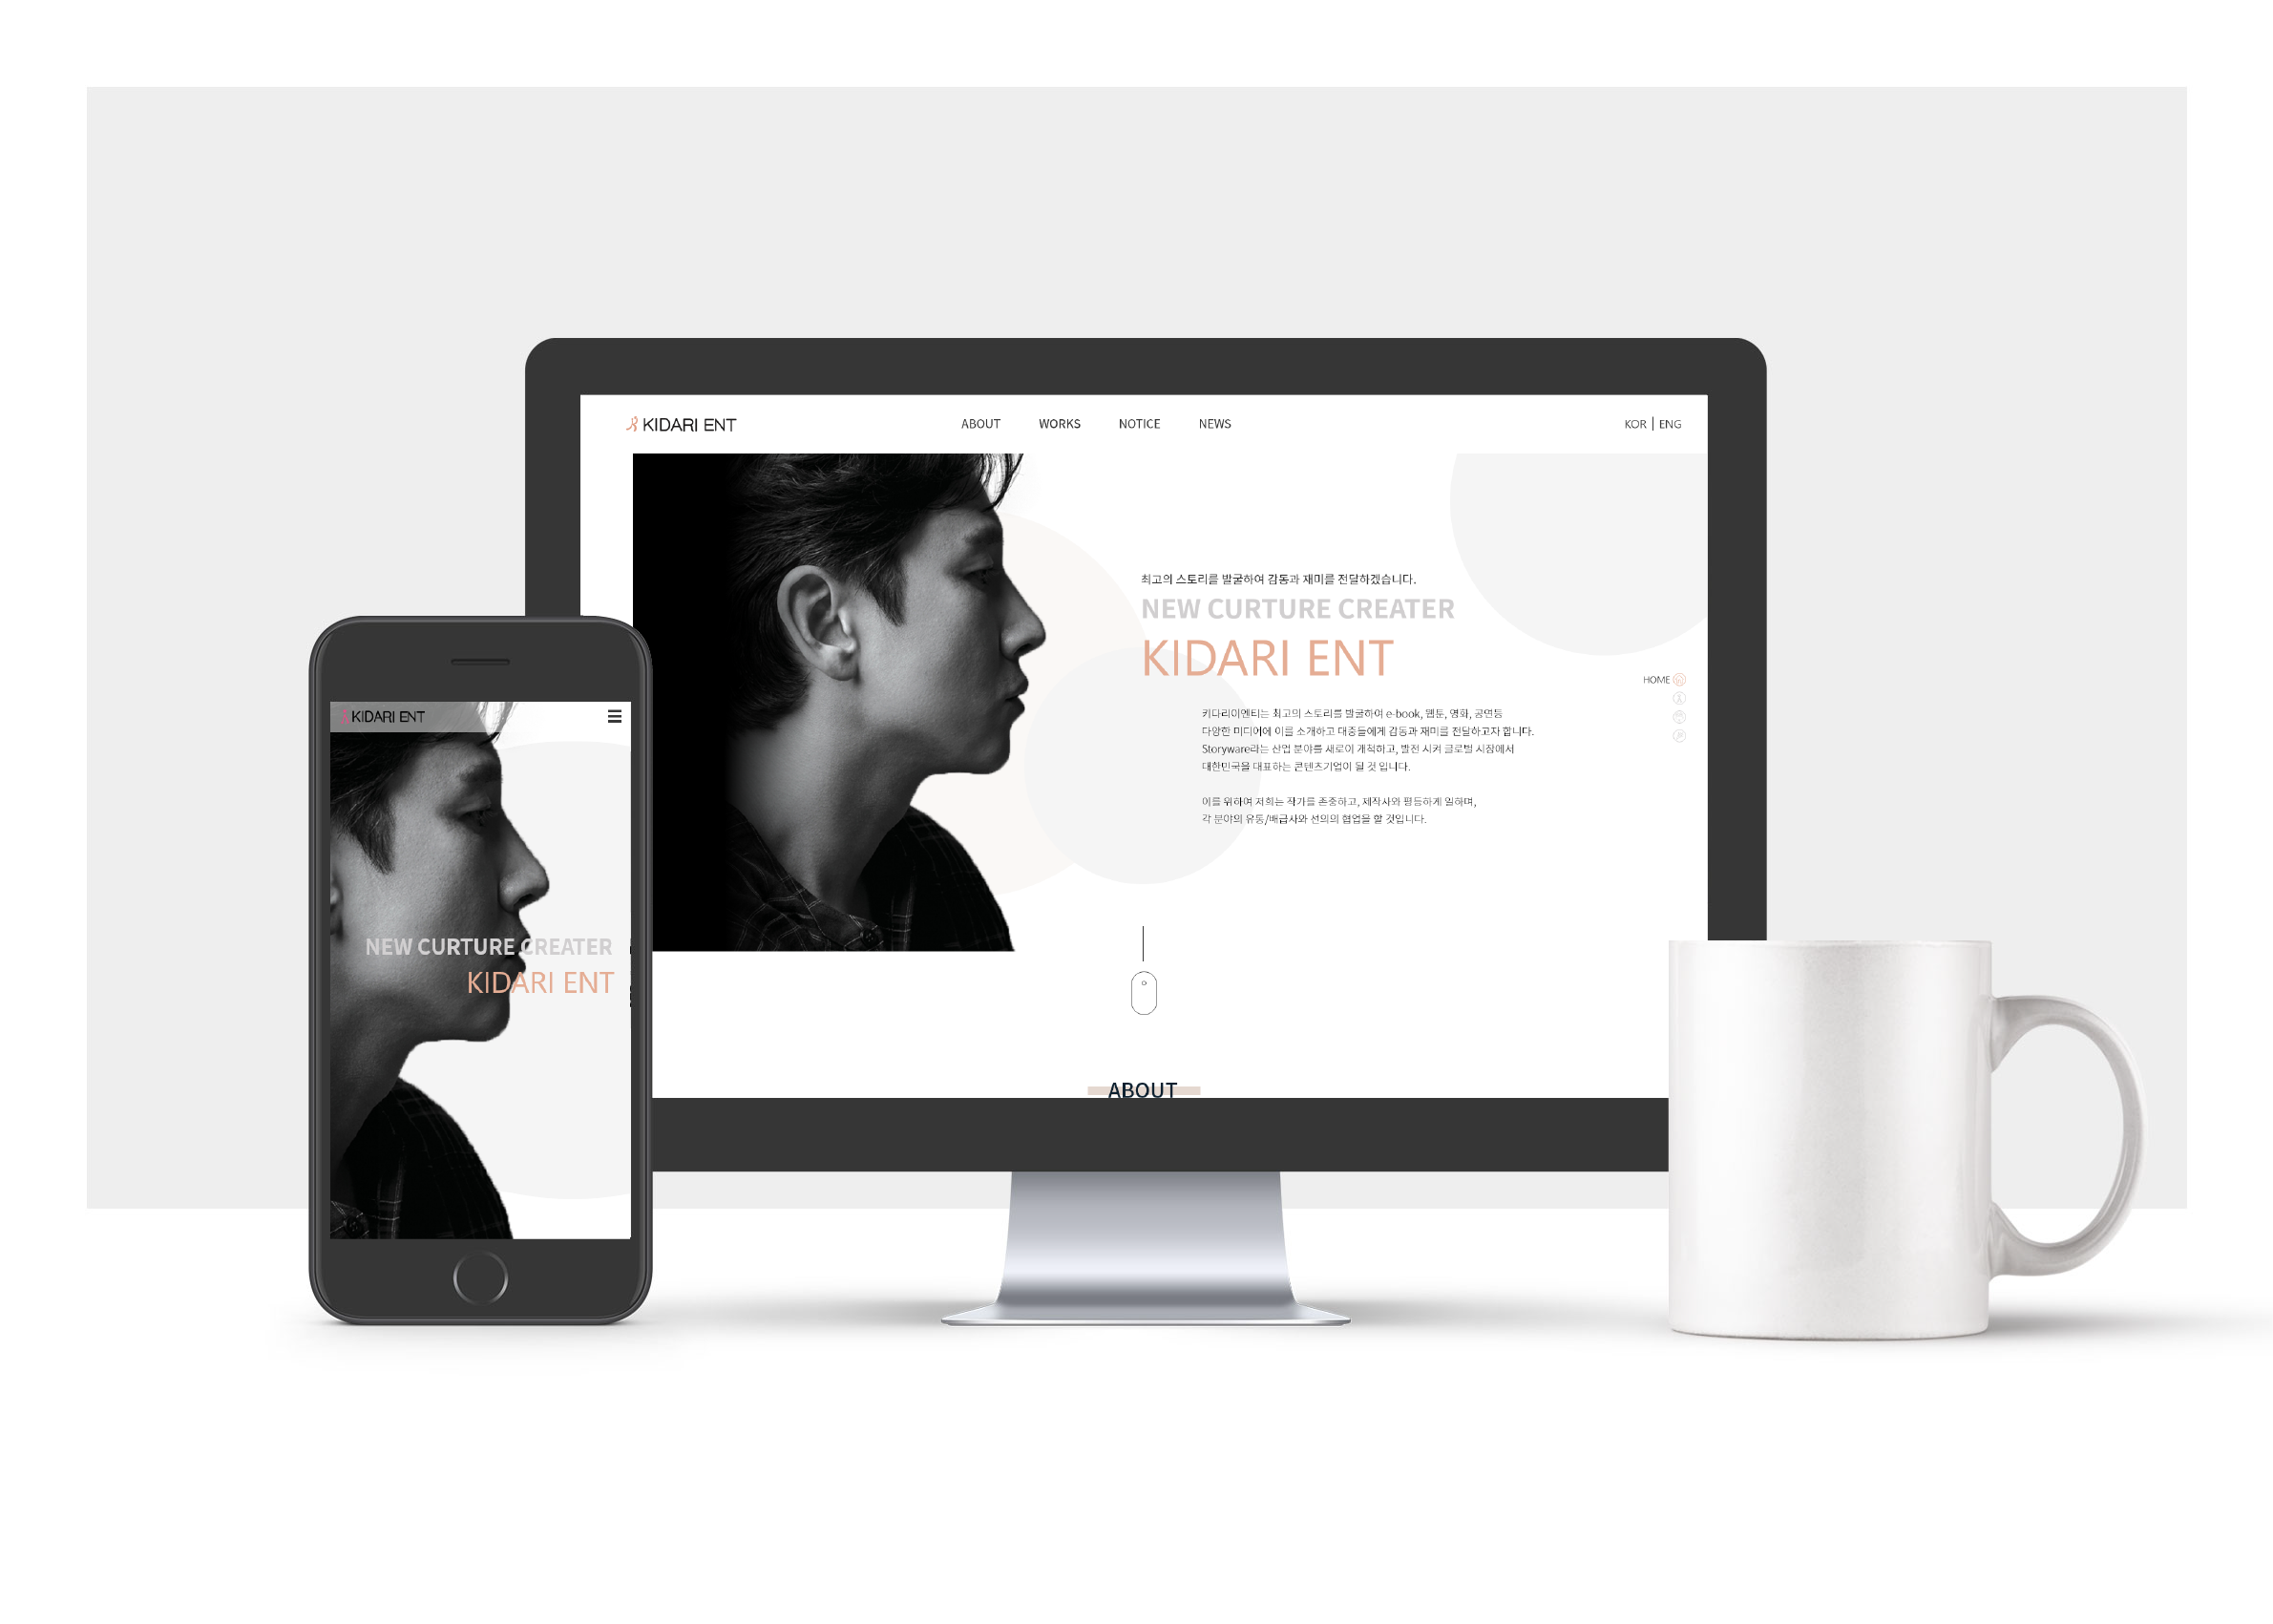 KIDARI ENT
ABOUT WORKS NOTICE NEWS
KOR | ENG
최고의 스토리를 발굴하여 감동과 재미를 전달하겠습니다.
NEW CURTURE CREATER
KIDARI ENT
HOME
키다리이엔티는 최고의 스토리를 발굴하여 e-book, 웹툰, 영화, 공연등
다양한 미디어에 이를 소개하고 대중들에게 감동과 재미를 전달하고자 합니다.
Storyware라는 산업 분야를 새로이 개척하고, 발전 시켜 글로벌 시장에서
대한민국을 대표하는 콘텐츠기업이 될 것 입니다.
이를 위하여 저희는 작가를 존중하고, 제작사와 평등하게 일하며,
각 분야의 유통/배급사와 선의의 협업을 할 것입니다.
ABOUT
KIDARI ENT
NEW CURTURE CREATER
KIDARI ENT